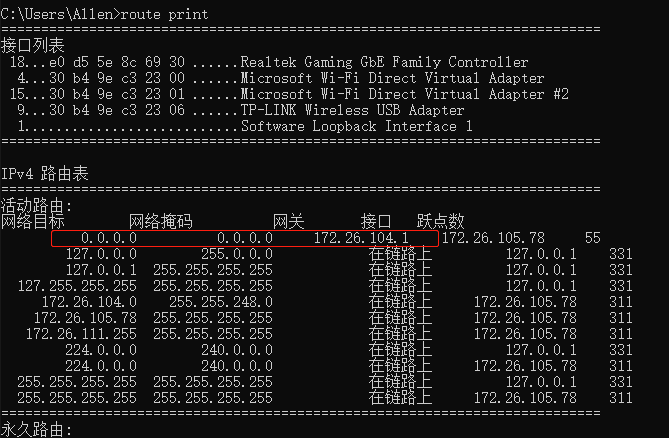 C:\Users\Allen>route print
===========================================================================
接口列表
 18...e0 d5 5e 8c 69 30 ......Realtek Gaming GbE Family Controller
  4...30 b4 9e c3 23 00 ......Microsoft Wi-Fi Direct Virtual Adapter
 15...30 b4 9e c3 23 01 ......Microsoft Wi-Fi Direct Virtual Adapter #2
  9...30 b4 9e c3 23 06 ......TP-LINK Wireless USB Adapter
  1...........................Software Loopback Interface 1
===========================================================================
IPv4 路由表
===========================================================================
活动路由:
网络目标        网络掩码          网关       接口   跃点数
          0.0.0.0          0.0.0.0     172.26.104.1    172.26.105.78     55
        127.0.0.0        255.0.0.0            在链路上         127.0.0.1    331
        127.0.0.1  255.255.255.255            在链路上         127.0.0.1    331
  127.255.255.255  255.255.255.255            在链路上         127.0.0.1    331
     172.26.104.0    255.255.248.0            在链路上     172.26.105.78    311
    172.26.105.78  255.255.255.255            在链路上     172.26.105.78    311
   172.26.111.255  255.255.255.255            在链路上     172.26.105.78    311
        224.0.0.0        240.0.0.0            在链路上         127.0.0.1    331
        224.0.0.0        240.0.0.0            在链路上     172.26.105.78    311
  255.255.255.255  255.255.255.255            在链路上         127.0.0.1    331
  255.255.255.255  255.255.255.255            在链路上     172.26.105.78    311
===========================================================================
永久路由: